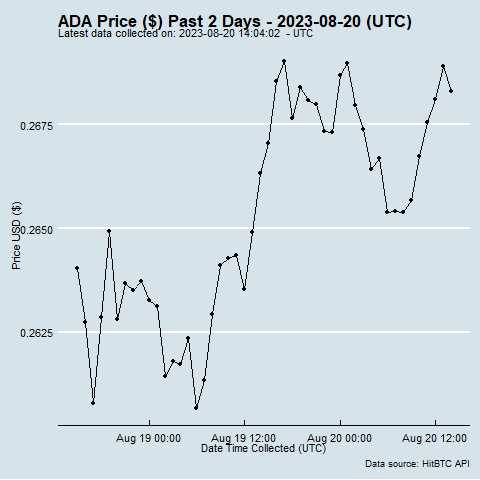 ADA Price ($) Past 2 Days - 2023-08-20 (UTC)
Latest data collected on: 2023-08-20 14:04:02 - UTC
0.2675
0.2650
0.2625
Price USD ($)
Aug 19 00:00 Aug 19 12:00 Aug 20 00:00 Aug 20 12:00
Date Time Collected (UTC)
Data source: HitBTC API